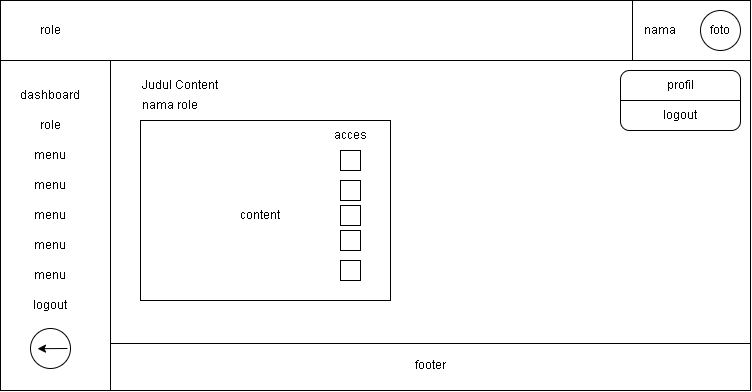 role
nama
foto
profil
logout
dashboard
role
menu
menu
menu
menu
menu
logout
Judul Content
nama role
acces
content
footer